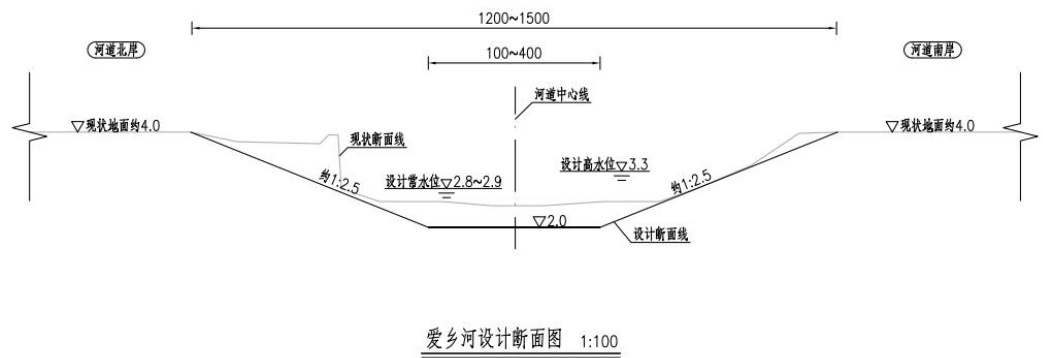 1200~1500
河道北岸
100~400
河道南岸
河道中心线
现状地面约4.0
现状断面线
设计高水位 3.3
现状地面约4.0
约1:2.5
设计常水位 2.8~2.9
约1:2.5
2.0
设计断面线
爱乡河设计断面图 1:100